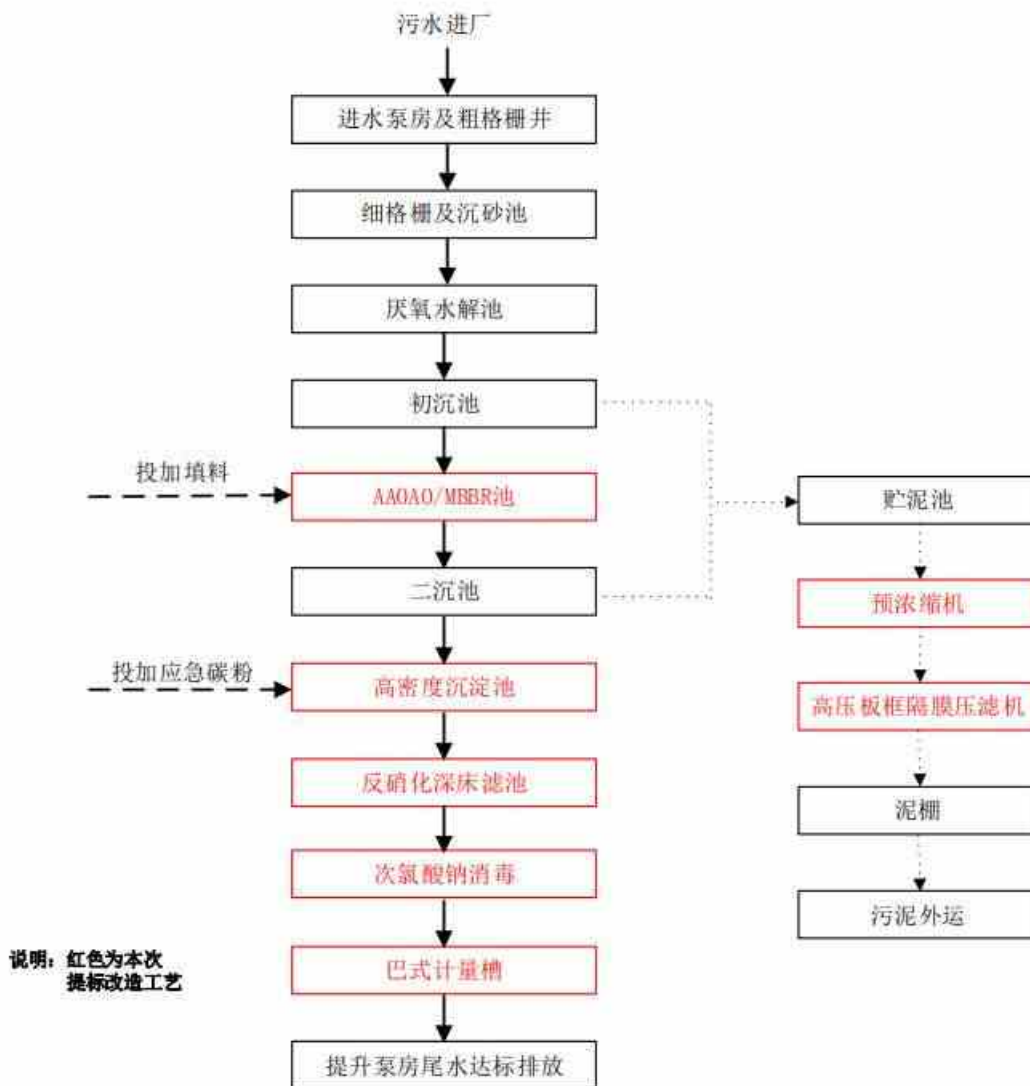 污水进厂
进水泵房及粗格栅井
细格栅及沉砂池
厌氧水解池
初沉池
投加填料
AAOAO/MBBR池
二沉池
投加应急碳粉
高密度沉淀池
反硝化深床滤池
次氯酸钠消毒
巴式计量槽
提升泵房尾水达标排放
贮泥池
预浓缩机
高压板框隔膜压滤机
泥棚
污泥外运
说明：红色为本次
提标改造工艺